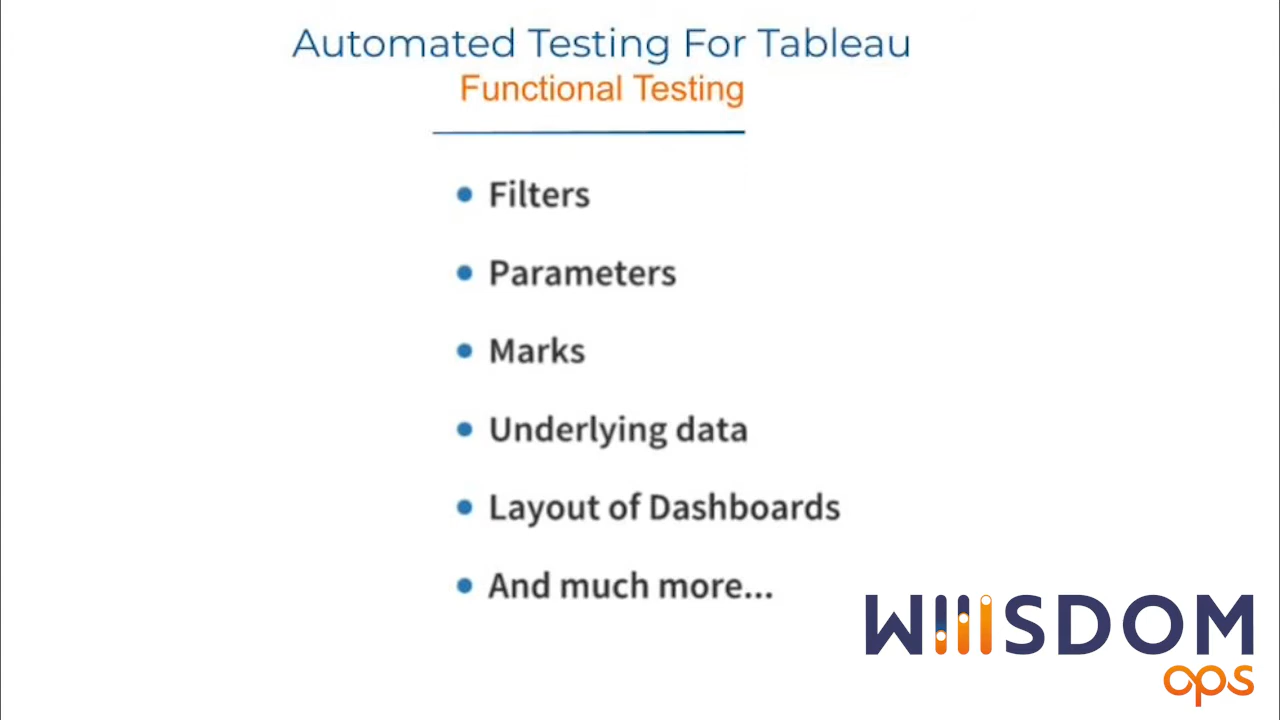 Automated Testing For Tableau
Functional Testing
Filters
Parameters
Marks
Underlying data
Layout of Dashboards
And much more...
WIIISDOM
ops